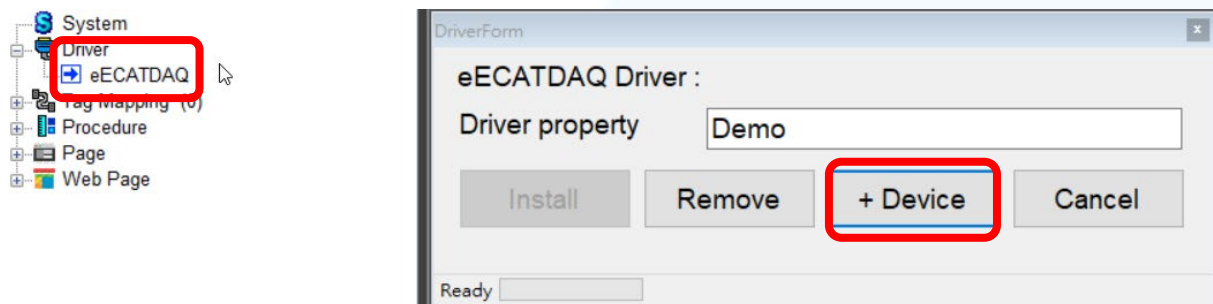 System
Driver
eECATDAQ
Tag Mapping (0)
Procedure
Page
Web Page
DriverForm
x
eECATDAQ Driver :
Driver property Demo
Install Remove + Device Cancel
Ready